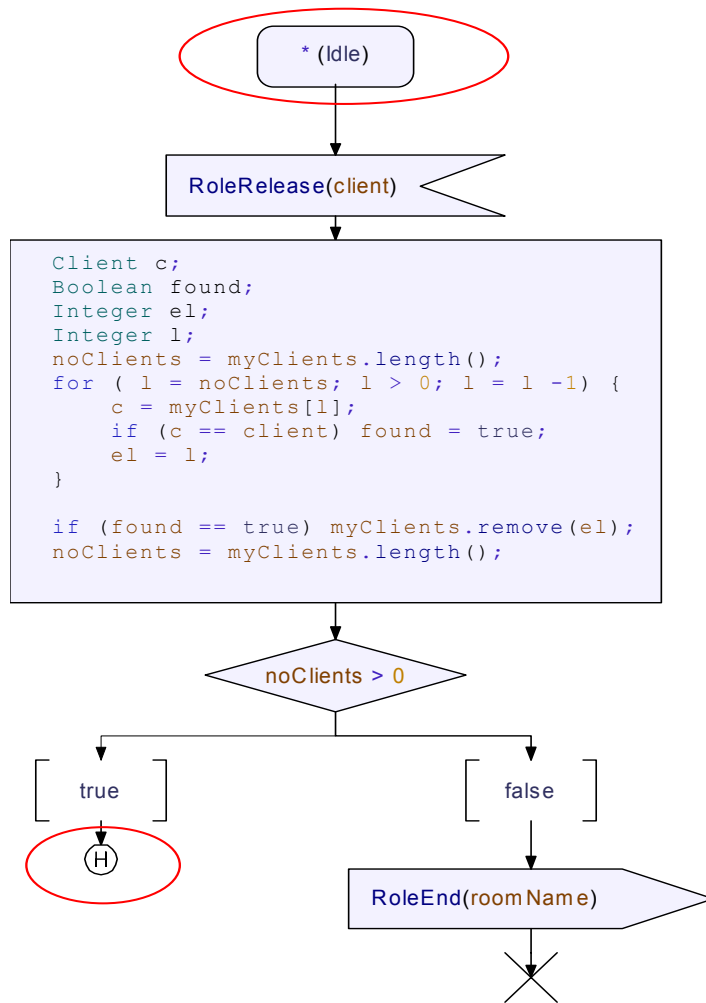 * (Idle)
RoleRelease(client)
Client c;
Boolean found;
Integer el;
Integer l;
noClients = myClients.length();
for ( l = noClients; l > 0; l = l -1) {
    c = myClients[l];
    if (c == client) found = true;
    el = l;
}
if (found == true) myClients.remove(el);
noClients = myClients.length();
noClients > 0
true
false
H
RoleEnd(roomName)